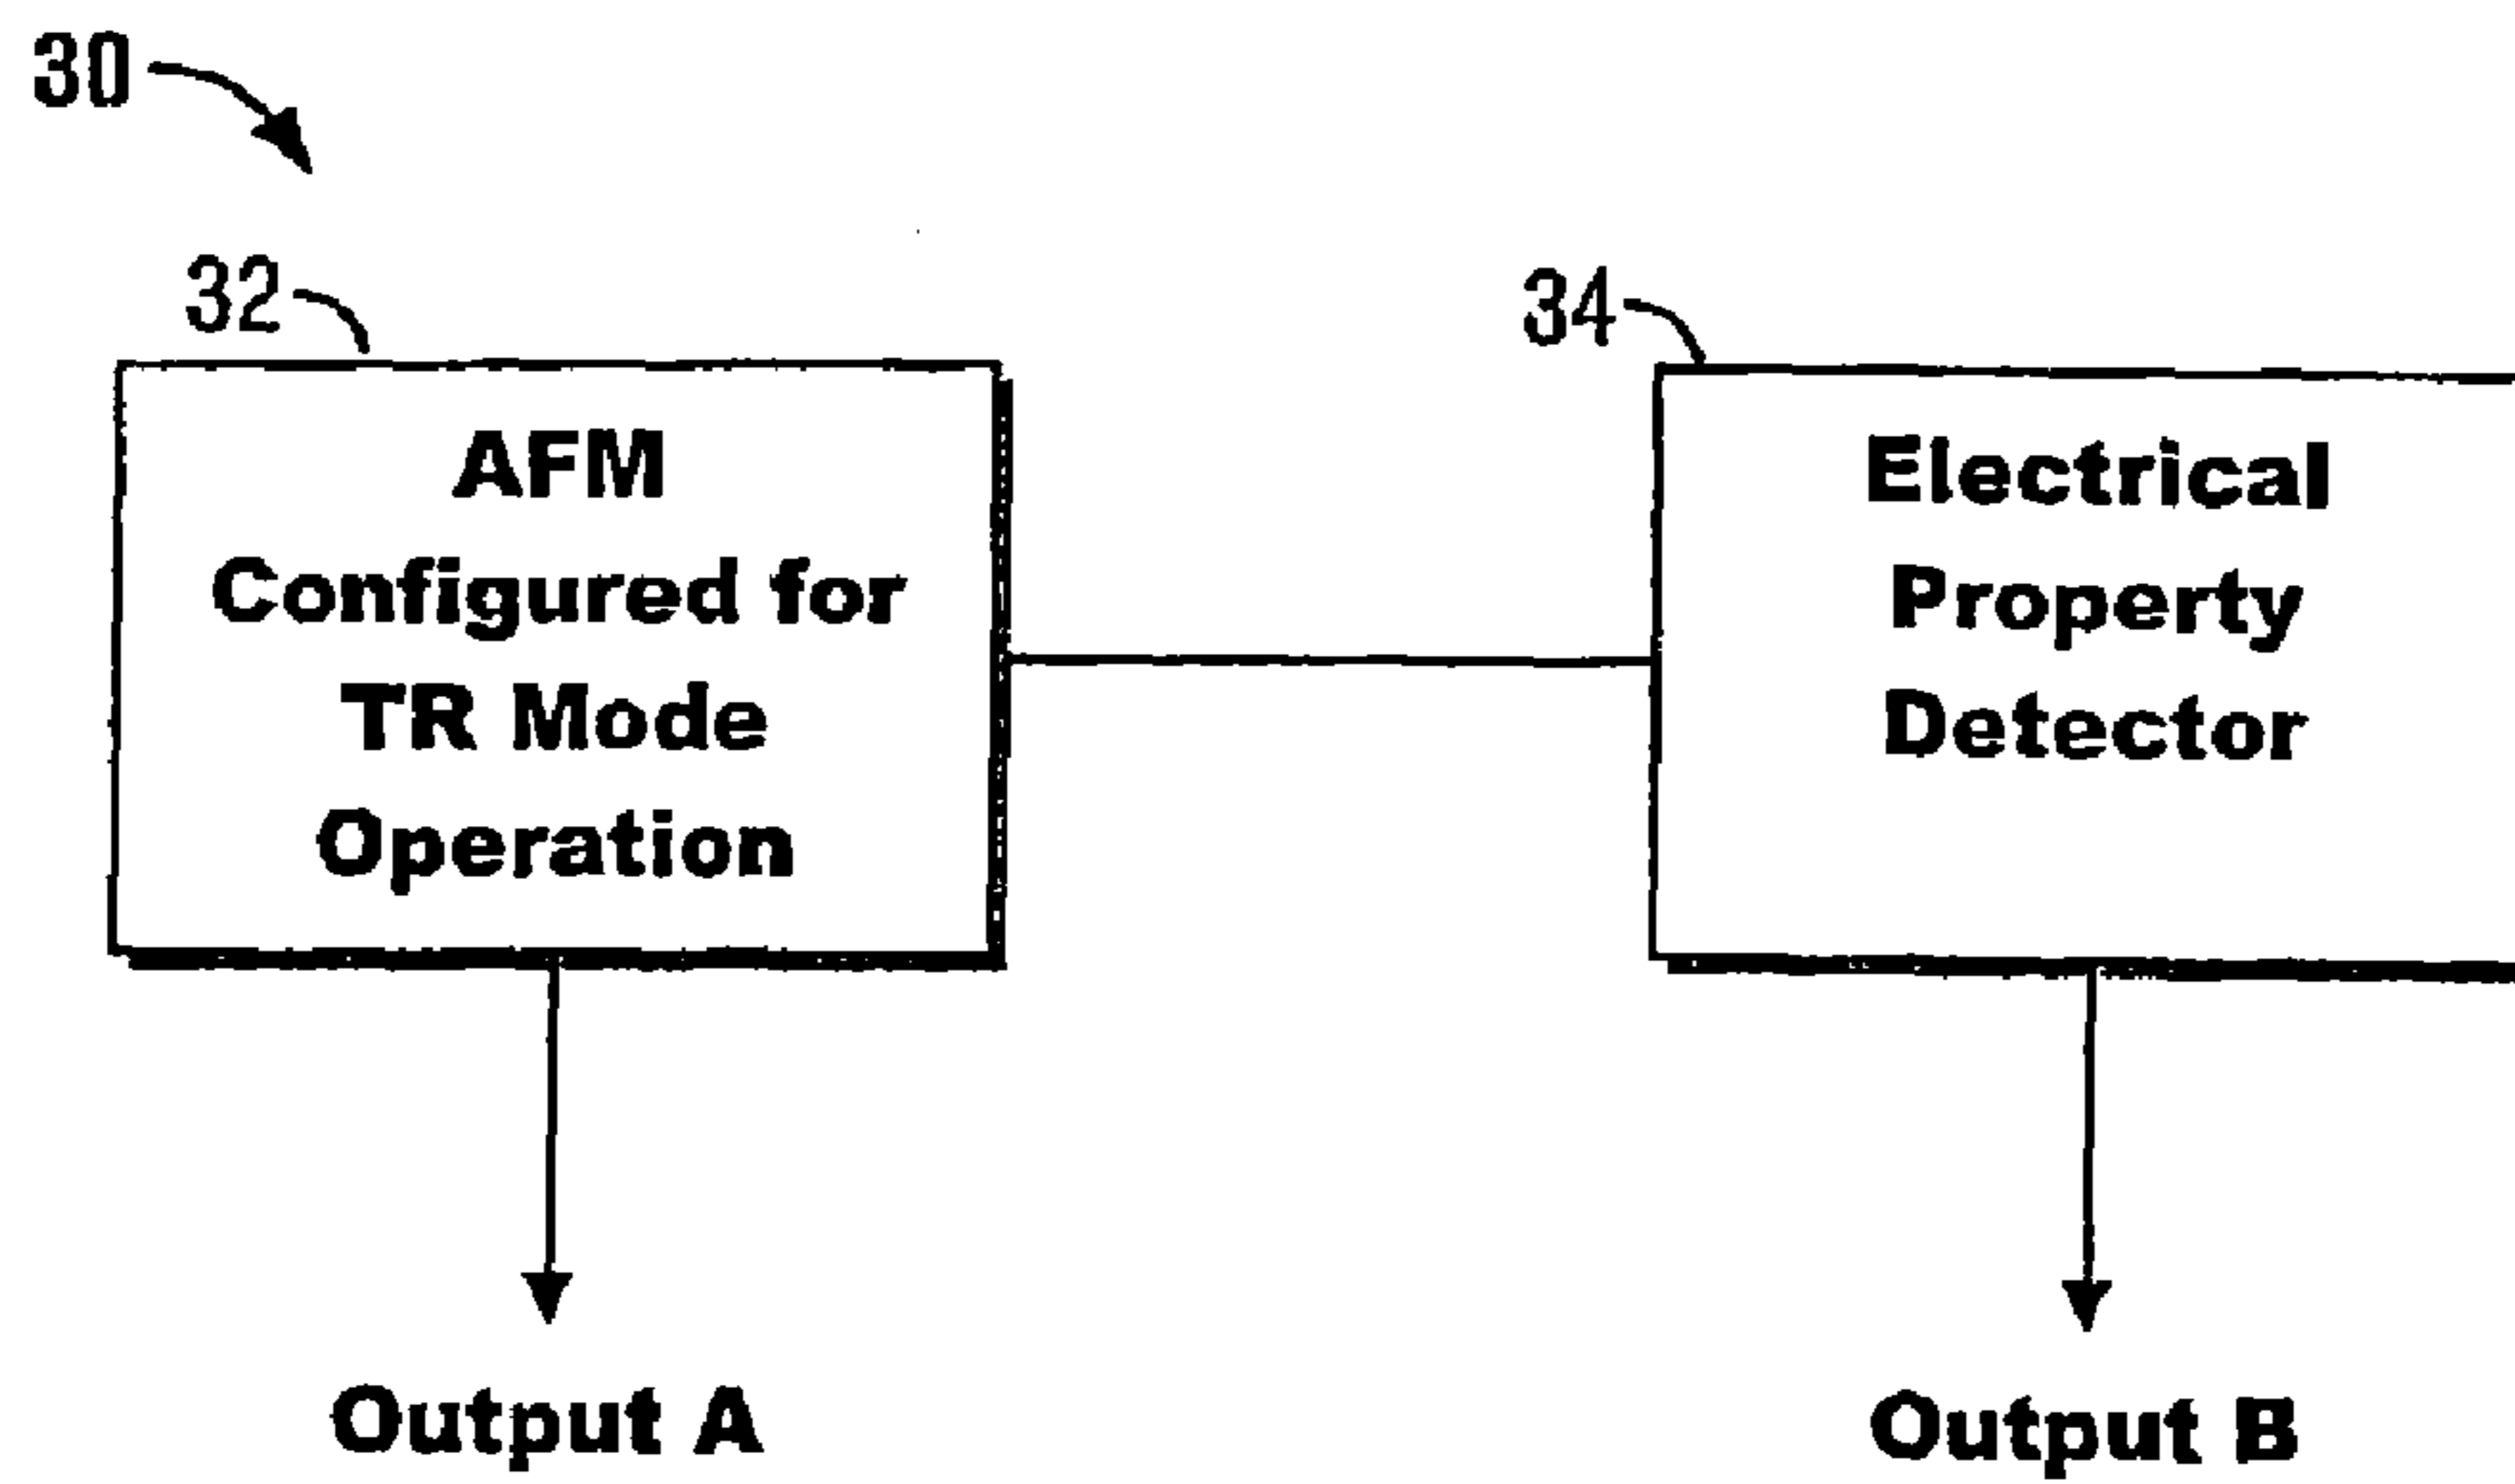 30
32
34
AFM
Configured for
TR Mode
Operation
Electrical
Property
Detector
Output A
Output B